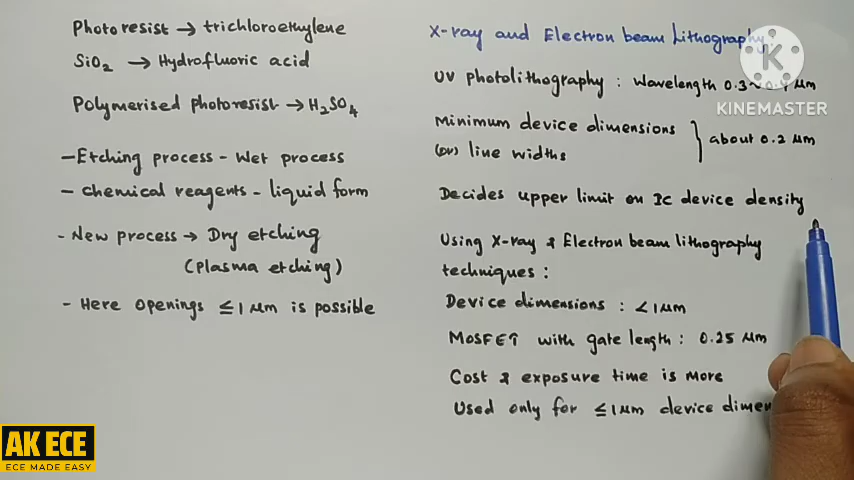 Photoresist → trichloroethylene
SiO₂ → Hydrofluoric acid
Polymerised photoresist → H₂SO₄
- Etching process - Wet process
- Chemical reagents - liquid form
- New process → Dry etching
(Plasma etching)
- Here openings ≤ 1 μm is possible
X-ray and Electron beam Lithography
UV photolithography : Wavelength 0.3
μm
Minimum device dimensions
(or) line widths
} about 0.2 μm
Decides upper limit on IC device density
Using X-ray & Electron beam lithography
techniques :
Device dimensions : < 1 μm
MOSFET with gate length : 0.25 μm
Cost & exposure time is more
Used only for ≤ 1 μm device
K
KINEMASTER
AK ECE
ECE MADE EASY